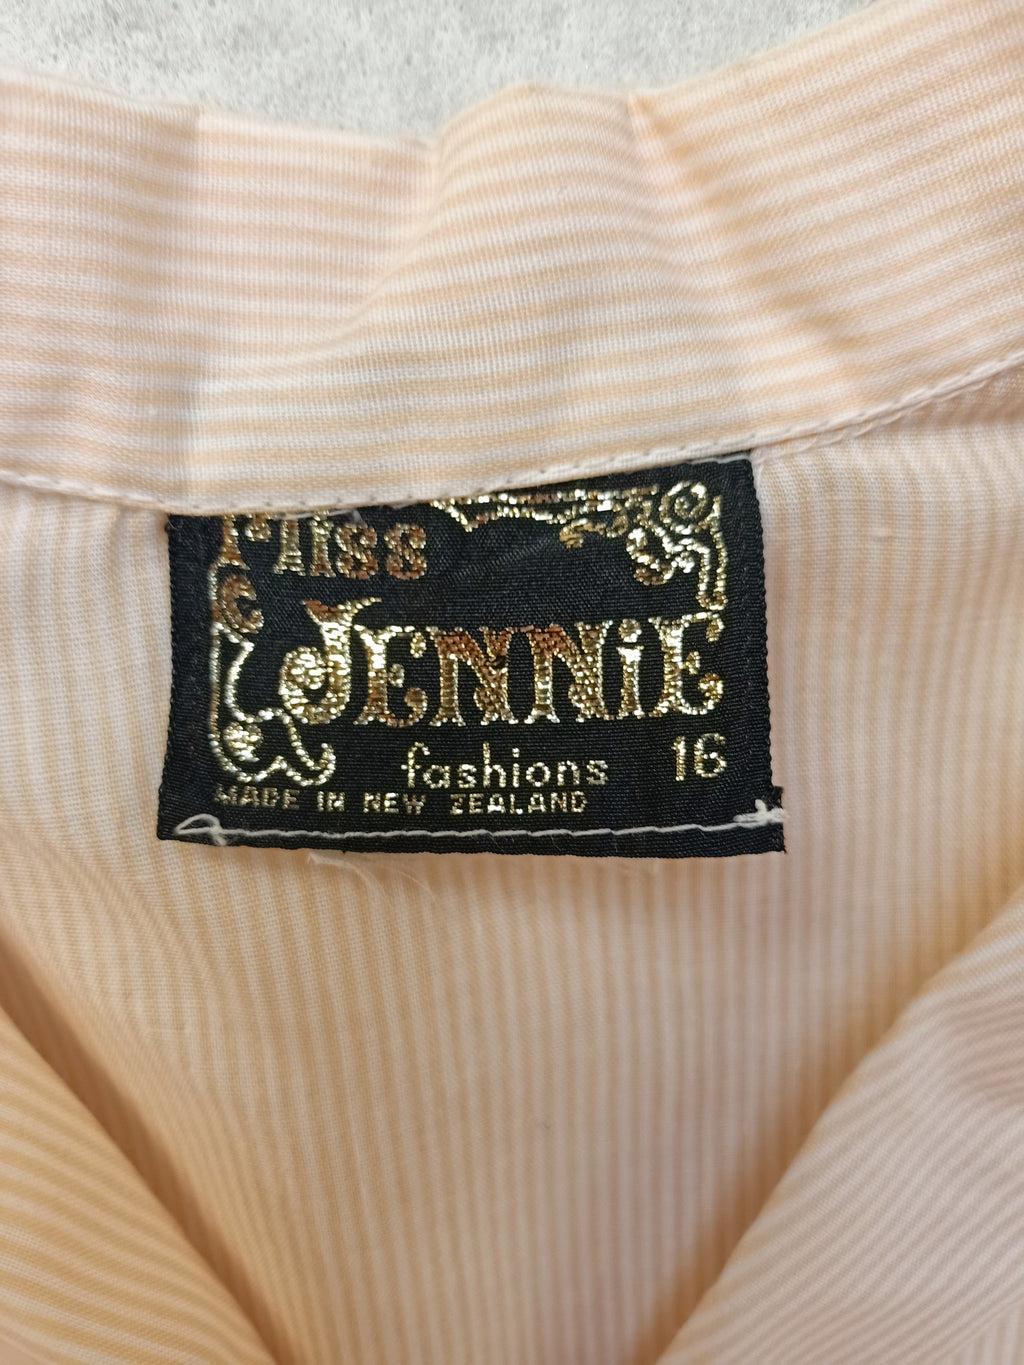 Miss
JENNiE
fashions 16
MADE IN NEW ZEALAND